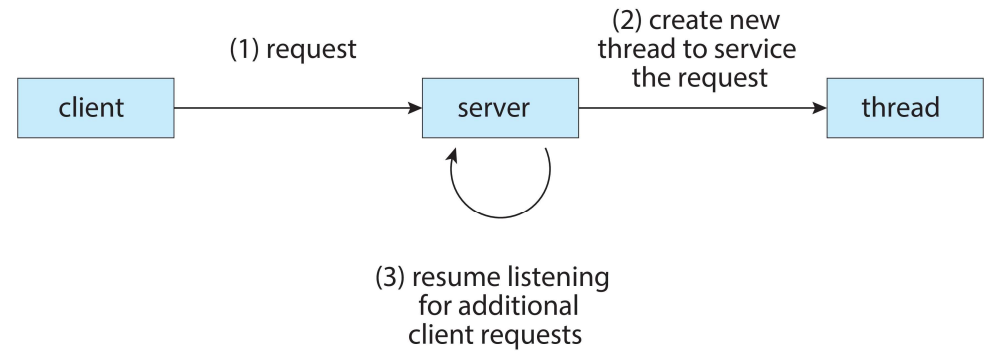 (1) request
(2) create new
thread to service
the request
client
server
thread
(3) resume listening
for additional
client requests